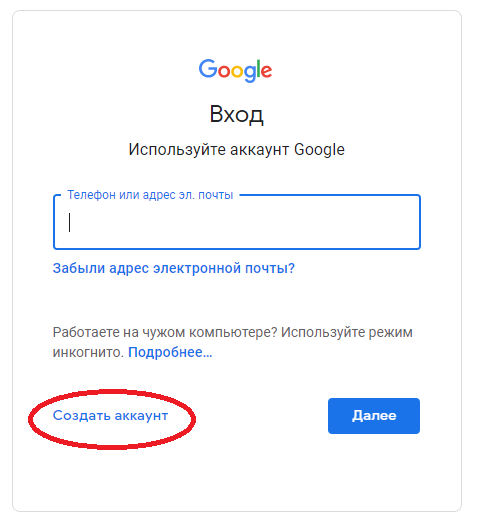 Google
Вход
Используйте аккаунт Google
Телефон или адрес эл. почты
Забыли адрес электронной почты?
Работаете на чужом компьютере? Используйте режим
инкогнито. Подробнее…
Создать аккаунт
Далее